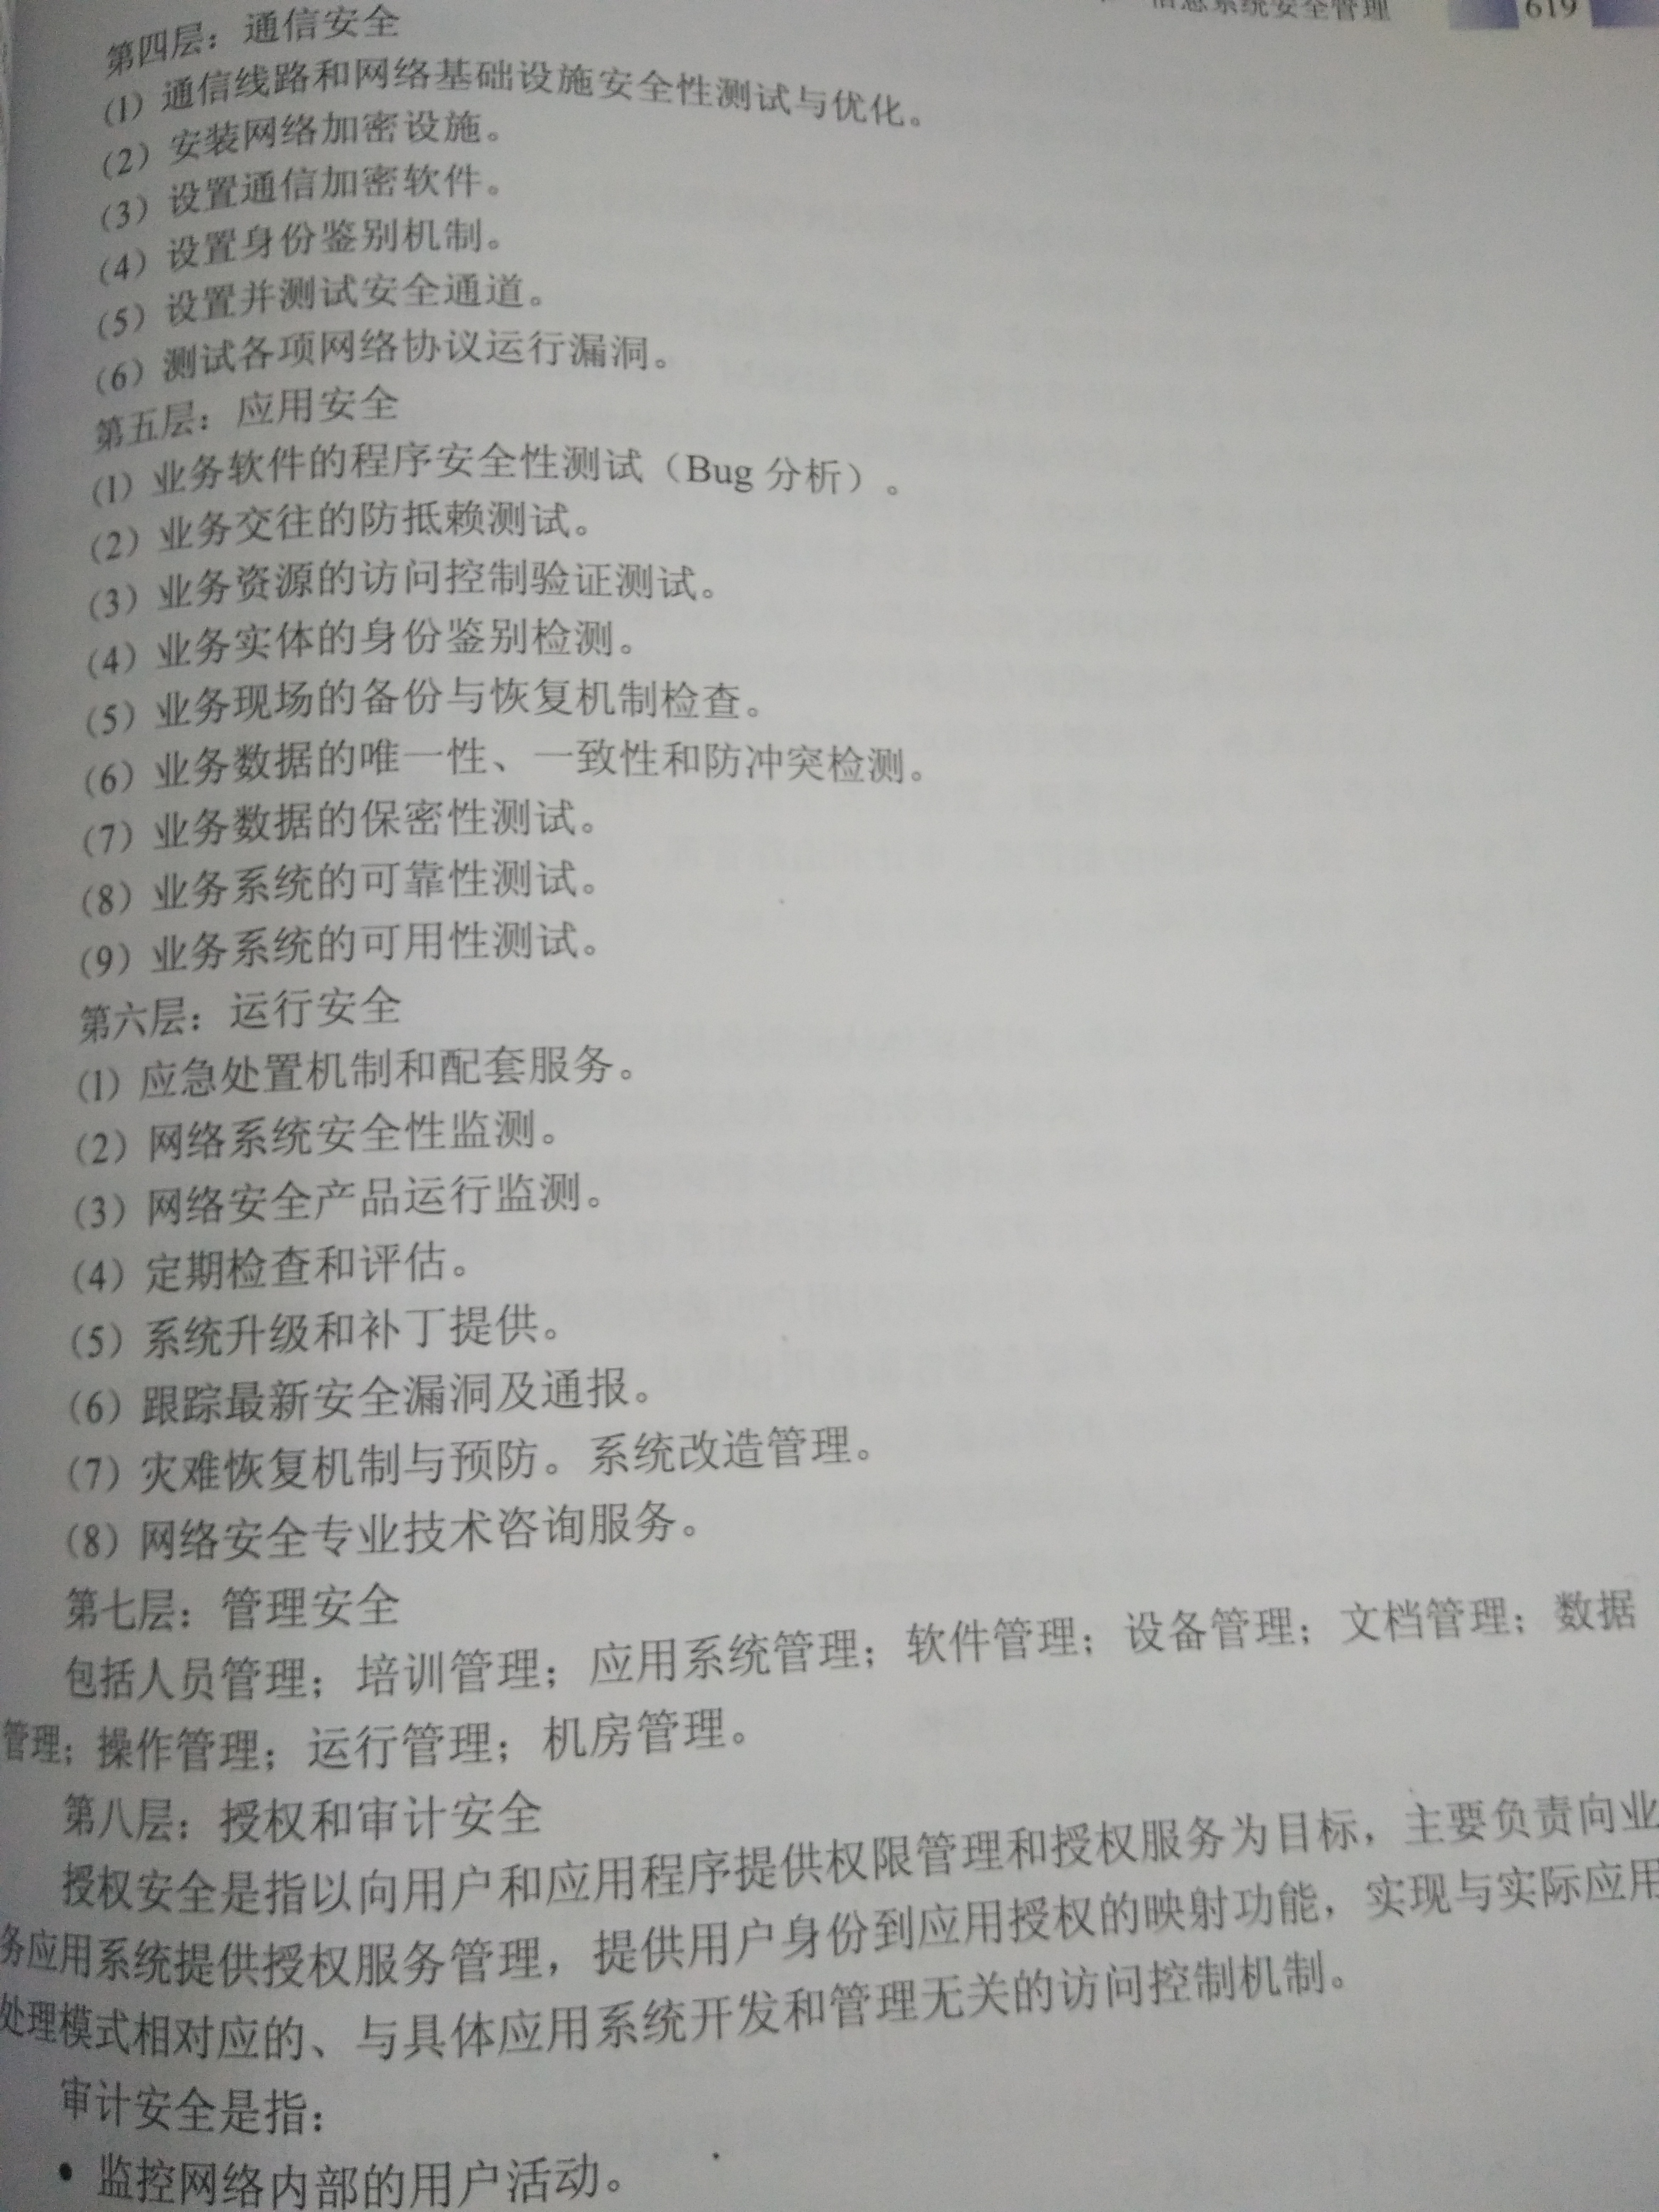 信息系统安全管理 619
第四层：通信安全
(1) 通信线路和网络基础设施安全性测试与优化。
(2) 安装网络加密设施。
(3) 设置通信加密软件。
(4) 设置身份鉴别机制。
(5) 设置并测试安全通道。
(6) 测试各项网络协议运行漏洞。
第五层：应用安全
(1) 业务软件的程序安全性测试（Bug 分析）。
(2) 业务交往的防抵赖测试。
(3) 业务资源的访问控制验证测试。
(4) 业务实体的身份鉴别检测。
(5) 业务现场的备份与恢复机制检查。
(6) 业务数据的唯一性、一致性和防冲突检测。
(7) 业务数据的保密性测试。
(8) 业务系统的可靠性测试。
(9) 业务系统的可用性测试。
第六层：运行安全
(1) 应急处置机制和配套服务。
(2) 网络系统安全性监测。
(3) 网络安全产品运行监测。
(4) 定期检查和评估。
(5) 系统升级和补丁提供。
(6) 跟踪最新安全漏洞及通报。
(7) 灾难恢复机制与预防。系统改造管理。
(8) 网络安全专业技术咨询服务。
第七层：管理安全
包括人员管理；培训管理；应用系统管理；软件管理；设备管理；文档管理；数据
管理；操作管理；运行管理；机房管理。
第八层：授权和审计安全
授权安全是指以向用户和应用程序提供权限管理和授权服务为目标，主要负责向业
务应用系统提供授权服务管理，提供用户身份到应用授权的映射功能，实现与实际应用
处理模式相对应的、与具体应用系统开发和管理无关的访问控制机制。
审计安全是指：
• 监控网络内部的用户活动。